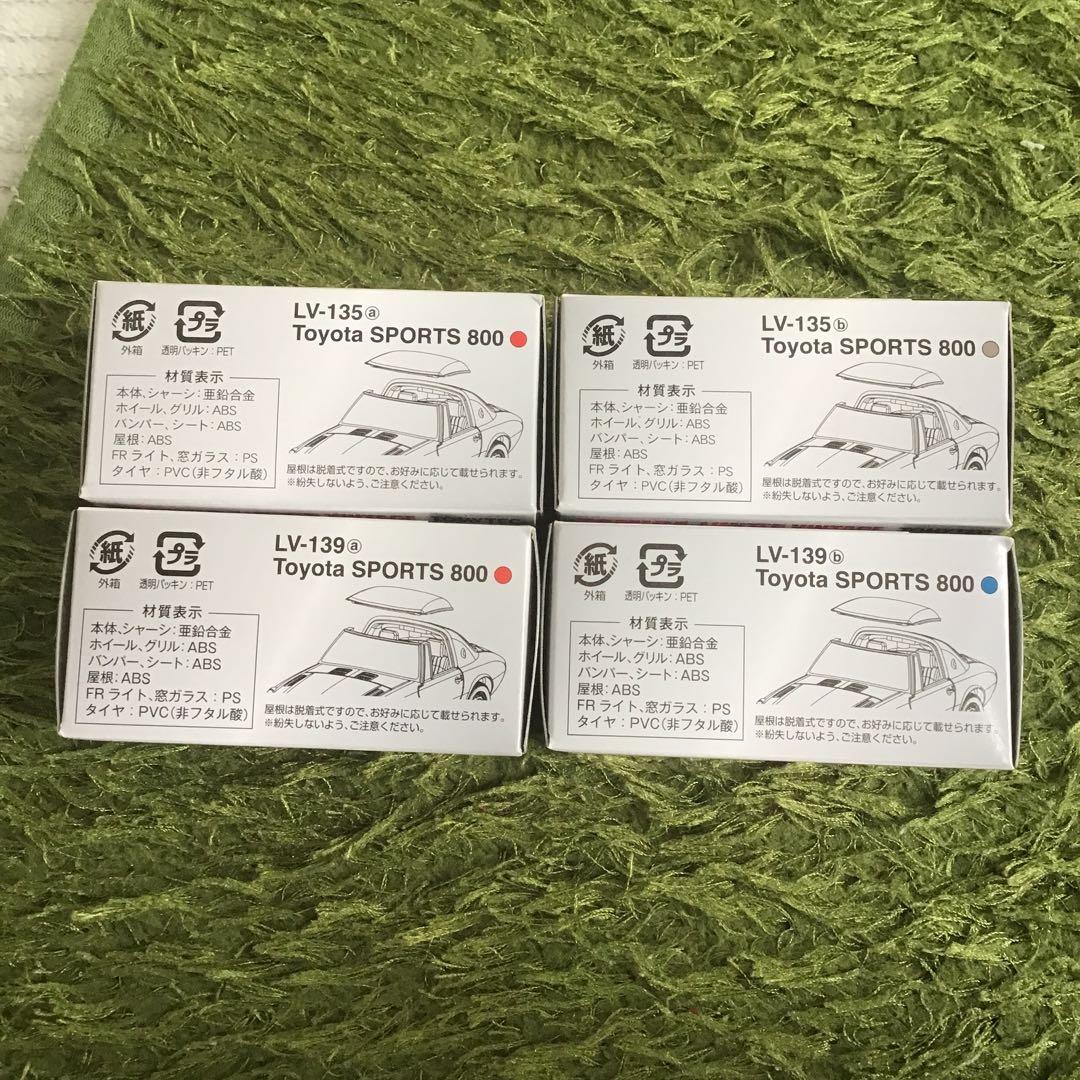 紙
外箱
プラ
透明パッキン：PET
LV-135ⓐ
Toyota SPORTS 800
材質表示
本体、シャーシ：亜鉛合金
ホイール、グリル：ABS
バンパー、シート：ABS
屋根：ABS
FRライト、窓ガラス：PS
タイヤ：PVC（非フタル酸）
屋根は脱着式ですので、お好みに応じて載せられます。
※紛失しないよう、ご注意ください。
紙
外箱
プラ
透明パッキン：PET
LV-135ⓑ
Toyota SPORTS 800
材質表示
本体、シャーシ：亜鉛合金
ホイール、グリル：ABS
バンパー、シート：ABS
屋根：ABS
FRライト、窓ガラス：PS
タイヤ：PVC（非フタル酸）
屋根は脱着式ですので、お好みに応じて載せられます。
※紛失しないよう、ご注意ください。
紙
外箱
プラ
透明パッキン：PET
LV-139ⓐ
Toyota SPORTS 800
材質表示
本体、シャーシ：亜鉛合金
ホイール、グリル：ABS
バンパー、シート：ABS
屋根：ABS
FRライト、窓ガラス：PS
タイヤ：PVC（非フタル酸）
屋根は脱着式ですので、お好みに応じて載せられます。
※紛失しないよう、ご注意ください。
紙
外箱
プラ
透明パッキン：PET
LV-139ⓑ
Toyota SPORTS 800
材質表示
本体、シャーシ：亜鉛合金
ホイール、グリル：ABS
バンパー、シート：ABS
屋根：ABS
FRライト、窓ガラス：PS
タイヤ：PVC（非フタル酸）
屋根は脱着式ですので、お好みに応じて載せられます。
※紛失しないよう、ご注意ください。